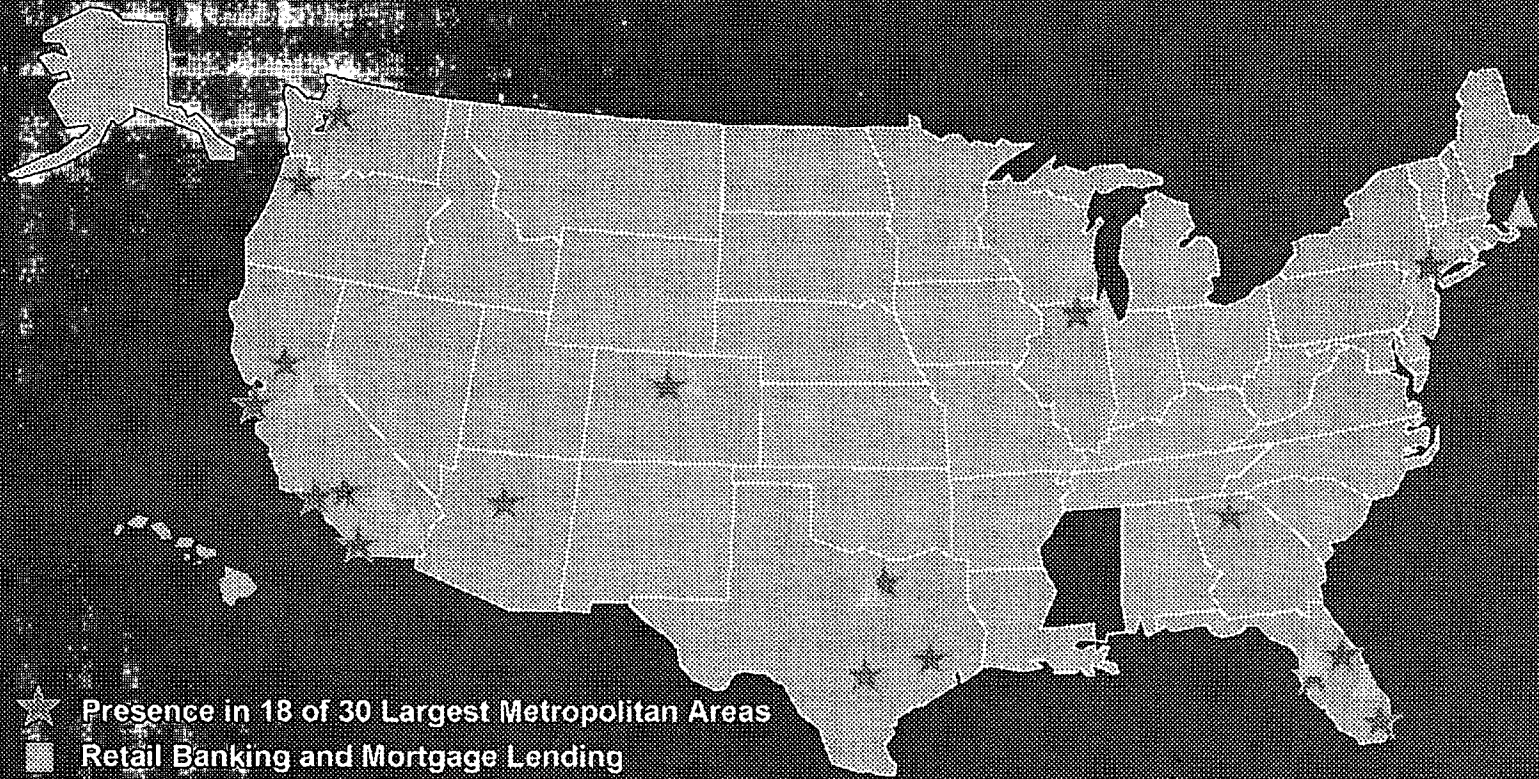 Presence in 18 of 30 Largest Metropolitan Areas
Retail Banking and Mortgage Lending